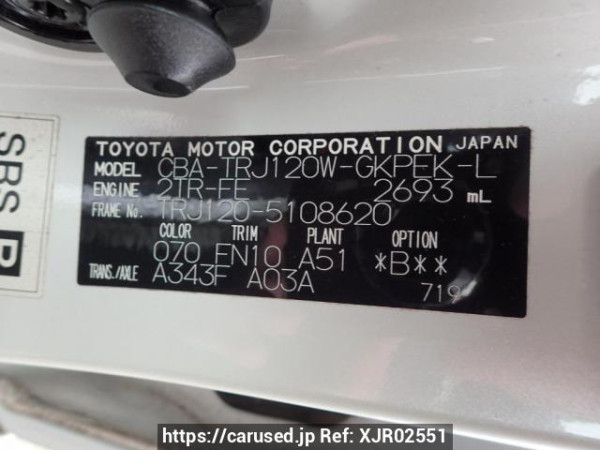 SRS
TOYOTA MOTOR CORPORATION JAPAN
MODEL CBA-TRJ120W-GKPEK-L
ENGINE 2TR-FE 2693 mL
FRAME No. TRJ120-5108620
COLOR TRIM PLANT OPTION
070 FN10 A51 *B**
TRANS./AXLE A343F A03A
719
https://carused.jp Ref: XJR02551